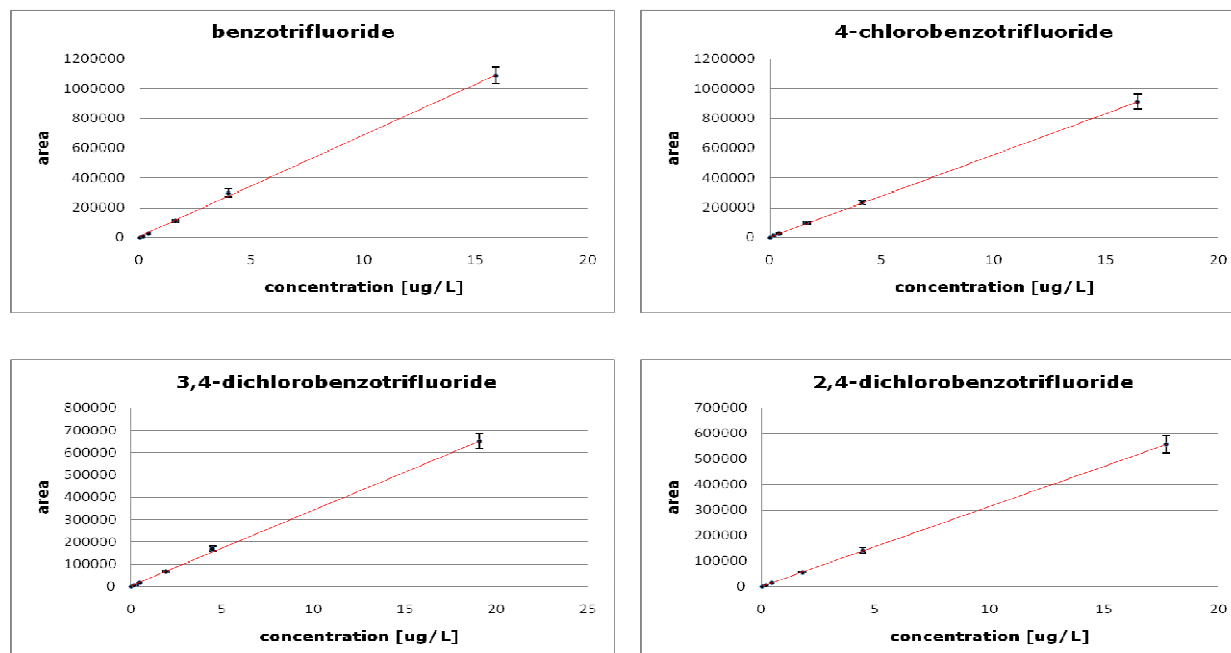 benzotrifluoride
1200000
1000000
800000
600000
400000
200000
0
area
0 5 10 15 20
concentration [ug/L]
4-chlorobenzotrifluoride
1200000
1000000
800000
600000
400000
200000
0
area
0 5 10 15 20
concentration [ug/L]
3,4-dichlorobenzotrifluoride
800000
700000
600000
500000
400000
300000
200000
100000
0
area
0 5 10 15 20 25
concentration [ug/L]
2,4-dichlorobenzotrifluoride
700000
600000
500000
400000
300000
200000
100000
0
area
0 5 10 15 20
concentration [ug/L]